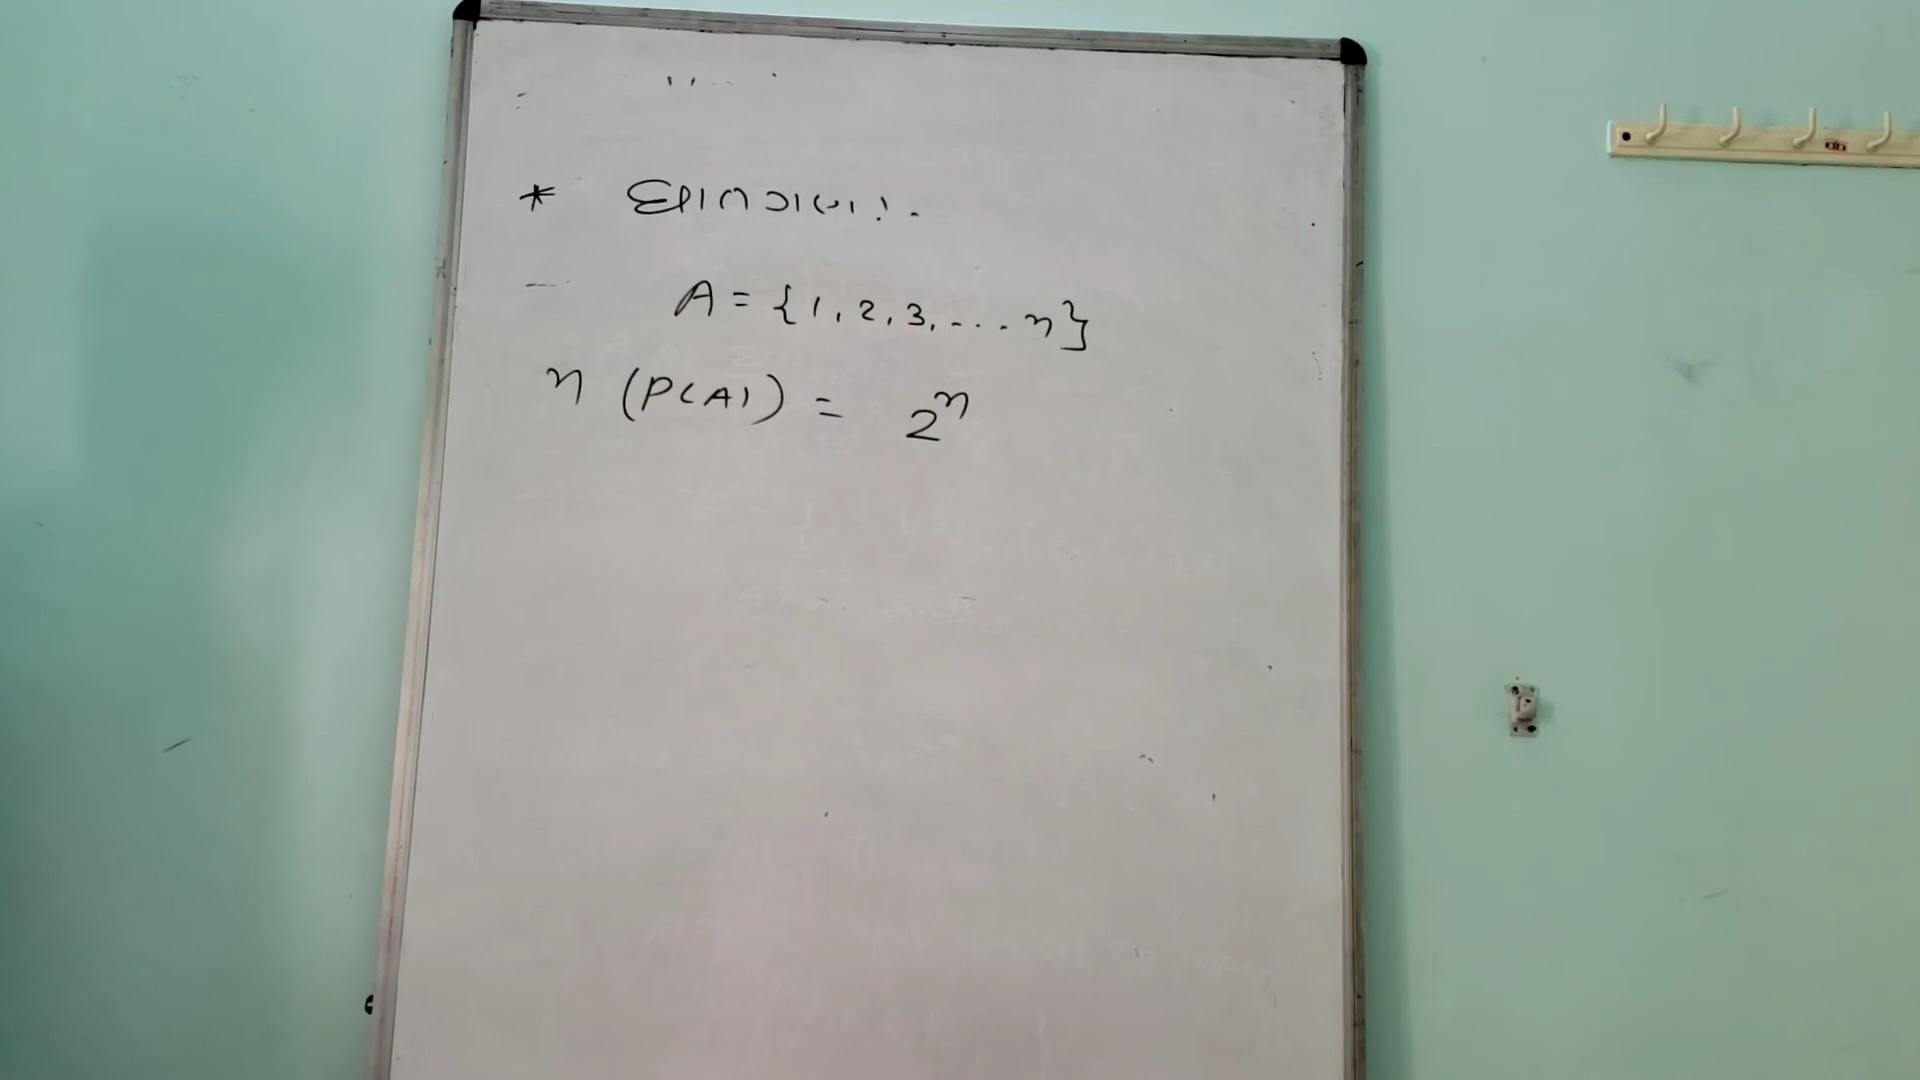 *
A = {1, 2, 3, ... n}
n (P(A)) = 2ⁿ